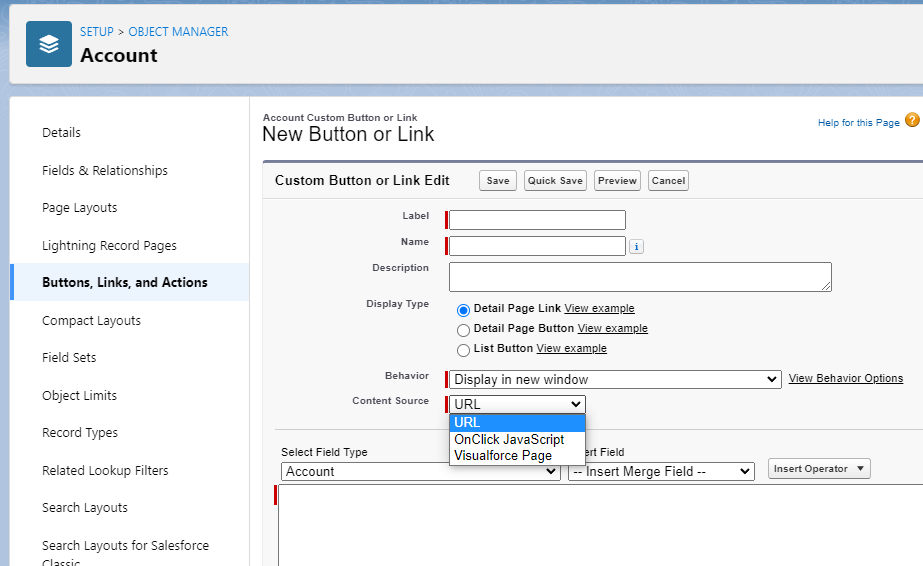 SETUP > OBJECT MANAGER
Account
Details
Fields & Relationships
Page Layouts
Lightning Record Pages
Buttons, Links, and Actions
Compact Layouts
Field Sets
Object Limits
Record Types
Related Lookup Filters
Search Layouts
Search Layouts for Salesforce
Classic
Account Custom Button or Link
New Button or Link
Help for this Page ?
Custom Button or Link Edit Save Quick Save Preview Cancel
Label
Name i
Description
Display Type Detail Page Link View example
Detail Page Button View example
List Button View example
Behavior Display in new window View Behavior Options
Content Source URL
URL
OnClick JavaScript
Visualforce Page
Select Field Type Field
Account -- Insert Merge Field -- Insert Operator